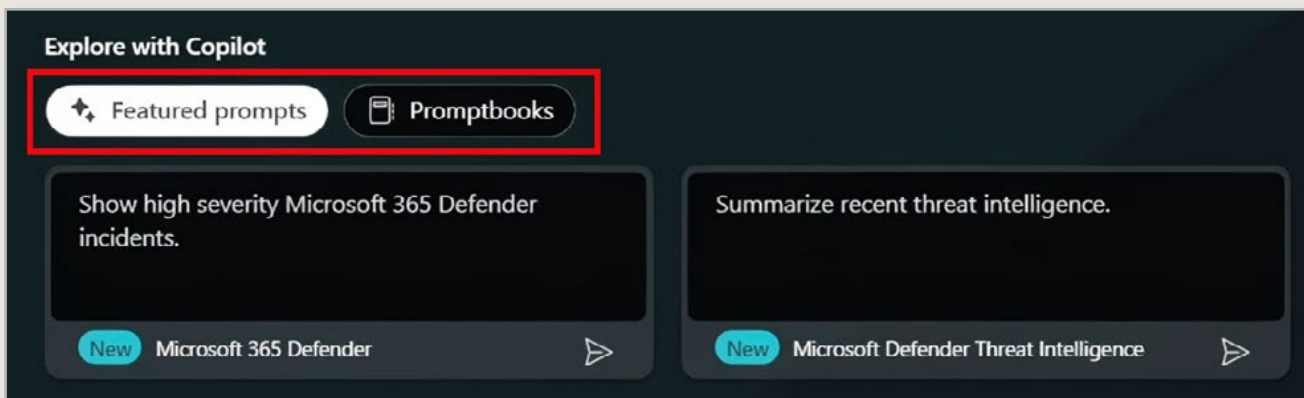 Explore with Copilot
Featured prompts Promptbooks
Show high severity Microsoft 365 Defender
incidents.
New Microsoft 365 Defender
Summarize recent threat intelligence.
New Microsoft Defender Threat Intelligence